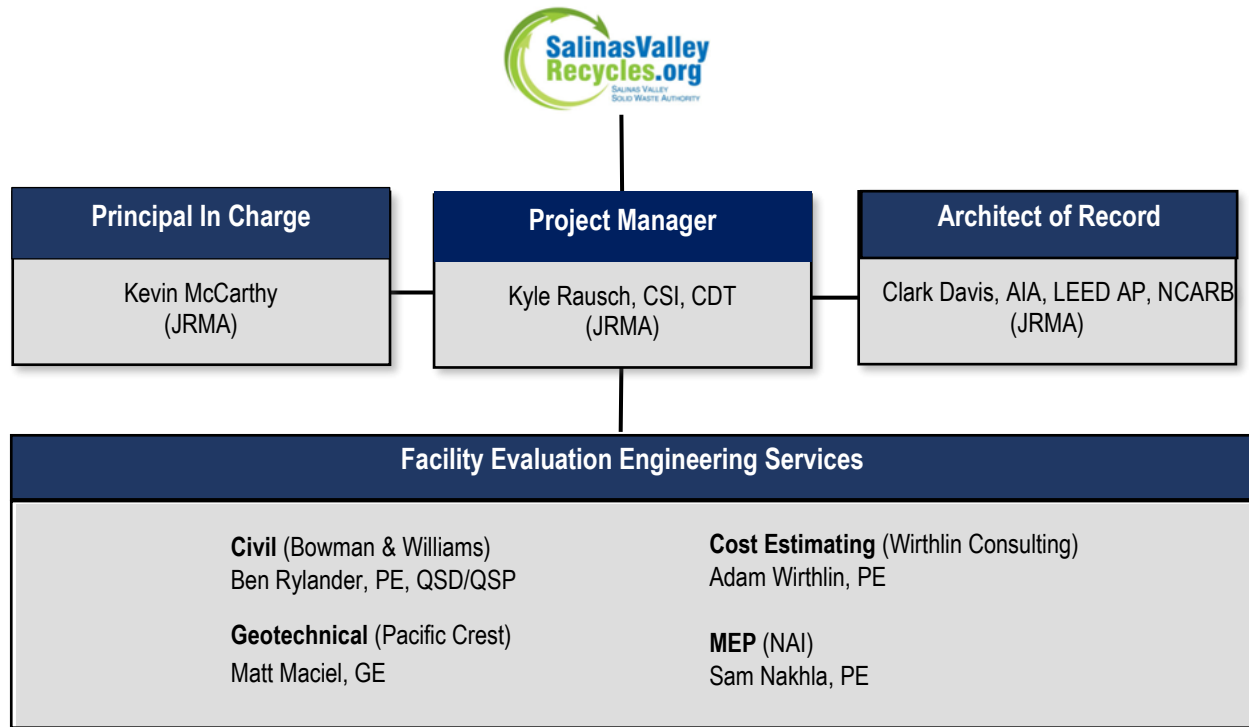 SalinasValley
Recycles.org
SALINAS VALLEY
SOLID WASTE AUTHORITY
Principal In Charge
Kevin McCarthy
(JRMA)
Project Manager
Kyle Rausch, CSI, CDT
(JRMA)
Architect of Record
Clark Davis, AIA, LEED AP, NCARB
(JRMA)
Facility Evaluation Engineering Services
Civil (Bowman & Williams)
Ben Rylander, PE, QSD/QSP
Geotechnical (Pacific Crest)
Matt Maciel, GE
Cost Estimating (Wirthlin Consulting)
Adam Wirthlin, PE
MEP (NAI)
Sam Nakhla, PE